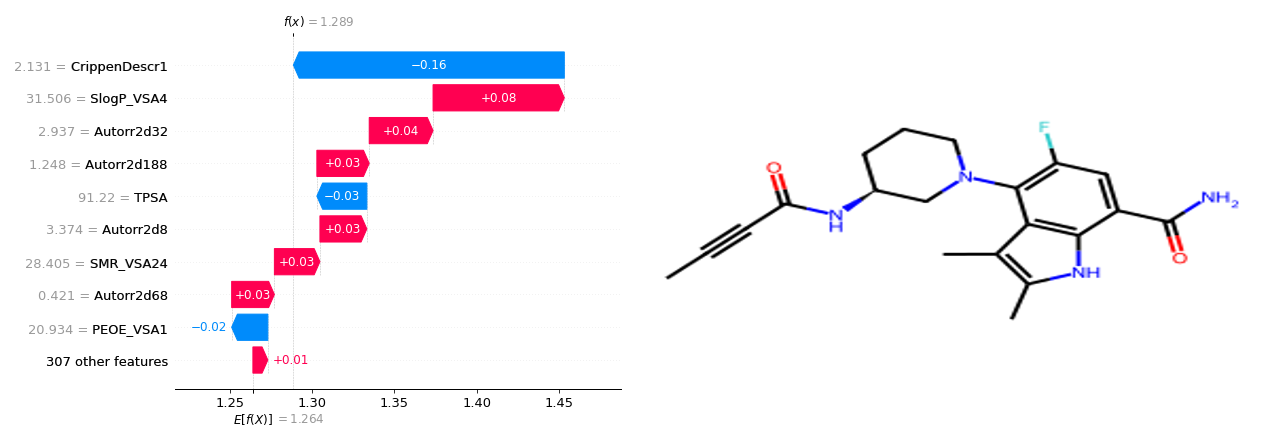 f(x) = 1.289
2.131 = CrippenDescr1
−0.16
31.506 = SlogP_VSA4
+0.08
2.937 = Autorr2d32
+0.04
1.248 = Autorr2d188
+0.03
91.22 = TPSA
−0.03
3.374 = Autorr2d8
+0.03
28.405 = SMR_VSA24
+0.03
0.421 = Autorr2d68
+0.03
20.934 = PEOE_VSA1
−0.02
307 other features
+0.01
1.25 1.30 1.35 1.40 1.45
E[f(X)] = 1.264
F
O
N
NH₂
N
H
O
NH